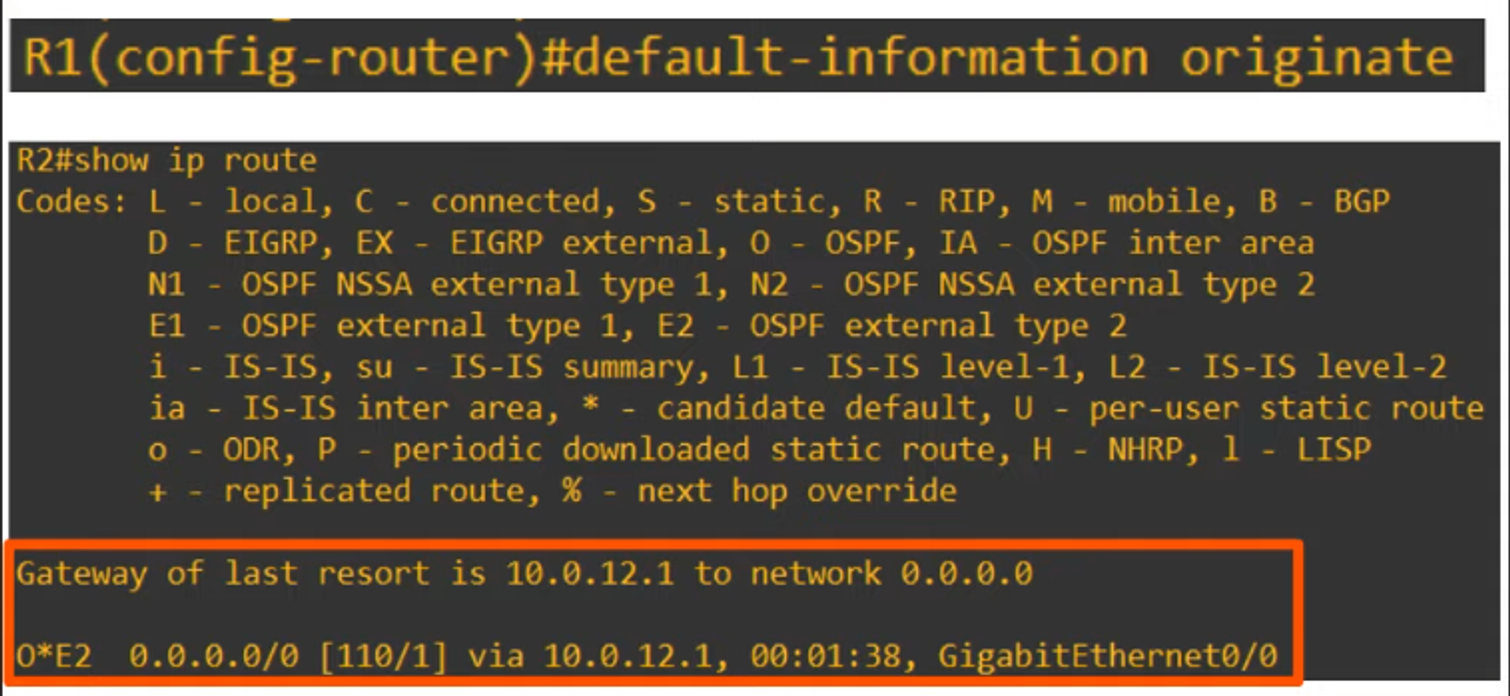 R1(config-router)#default-information originate
R2#show ip route
Codes: L - local, C - connected, S - static, R - RIP, M - mobile, B - BGP
D - EIGRP, EX - EIGRP external, O - OSPF, IA - OSPF inter area
N1 - OSPF NSSA external type 1, N2 - OSPF NSSA external type 2
E1 - OSPF external type 1, E2 - OSPF external type 2
i - IS-IS, su - IS-IS summary, L1 - IS-IS level-1, L2 - IS-IS level-2
ia - IS-IS inter area, * - candidate default, U - per-user static route
o - ODR, P - periodic downloaded static route, H - NHRP, l - LISP
+ - replicated route, % - next hop override
Gateway of last resort is 10.0.12.1 to network 0.0.0.0
O*E2  0.0.0.0/0 [110/1] via 10.0.12.1, 00:01:38, GigabitEthernet0/0